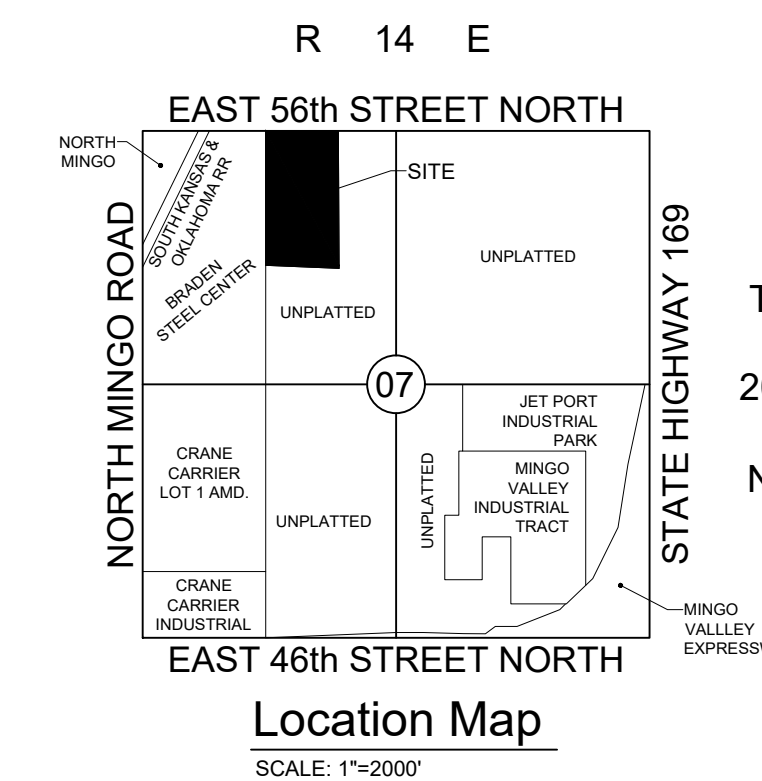 R 14 E
EAST 56th STREET NORTH
NORTH
MINGO
SOUTH KANSAS &
OKLAHOMA RR
SITE
BRADEN
STEEL CENTER
UNPLATTED
UNPLATTED
NORTH MINGO ROAD
STATE HIGHWAY 169
T
20
N
07
CRANE
CARRIER
LOT 1 AMD.
UNPLATTED
UNPLATTED
JET PORT
INDUSTRIAL
PARK
MINGO
VALLEY
INDUSTRIAL
TRACT
CRANE
CARRIER
INDUSTRIAL
MINGO
VALLLEY
EXPRESSW
EAST 46th STREET NORTH
Location Map
SCALE: 1"=2000'